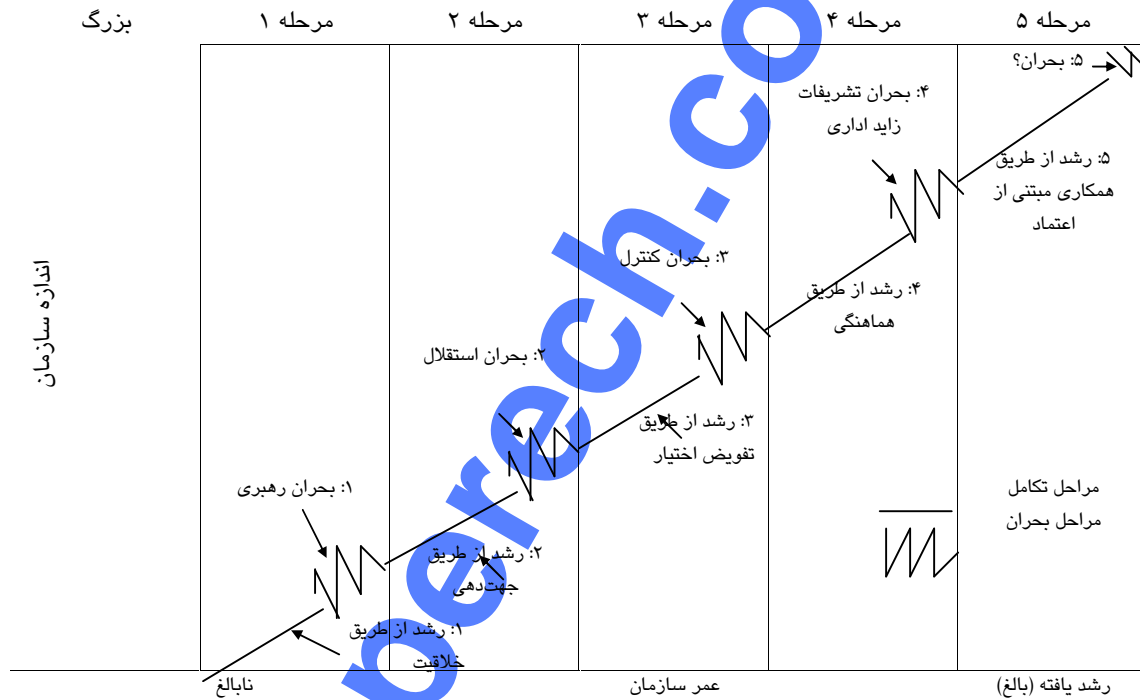 بزرگ
مرحله ۱
مرحله ۲
مرحله ۳
مرحله ۴
مرحله ۵
۵: بحران؟
۴: بحران تشریفات
زاید اداری
۵: رشد از طریق
همکاری مبتنی از
اعتماد
۳: بحران کنترل
۴: رشد از طریق
هماهنگی
اندازه سازمان
۲: بحران استقلال
۳: رشد از طریق
تفویض اختیار
۱: بحران رهبری
مراحل تکامل
مراحل بحران
۲: رشد از طریق
جهت‌دهی
۱: رشد از طریق
خلاقیت
نابالغ
عمر سازمان
رشد یافته (بالغ)
perech.co